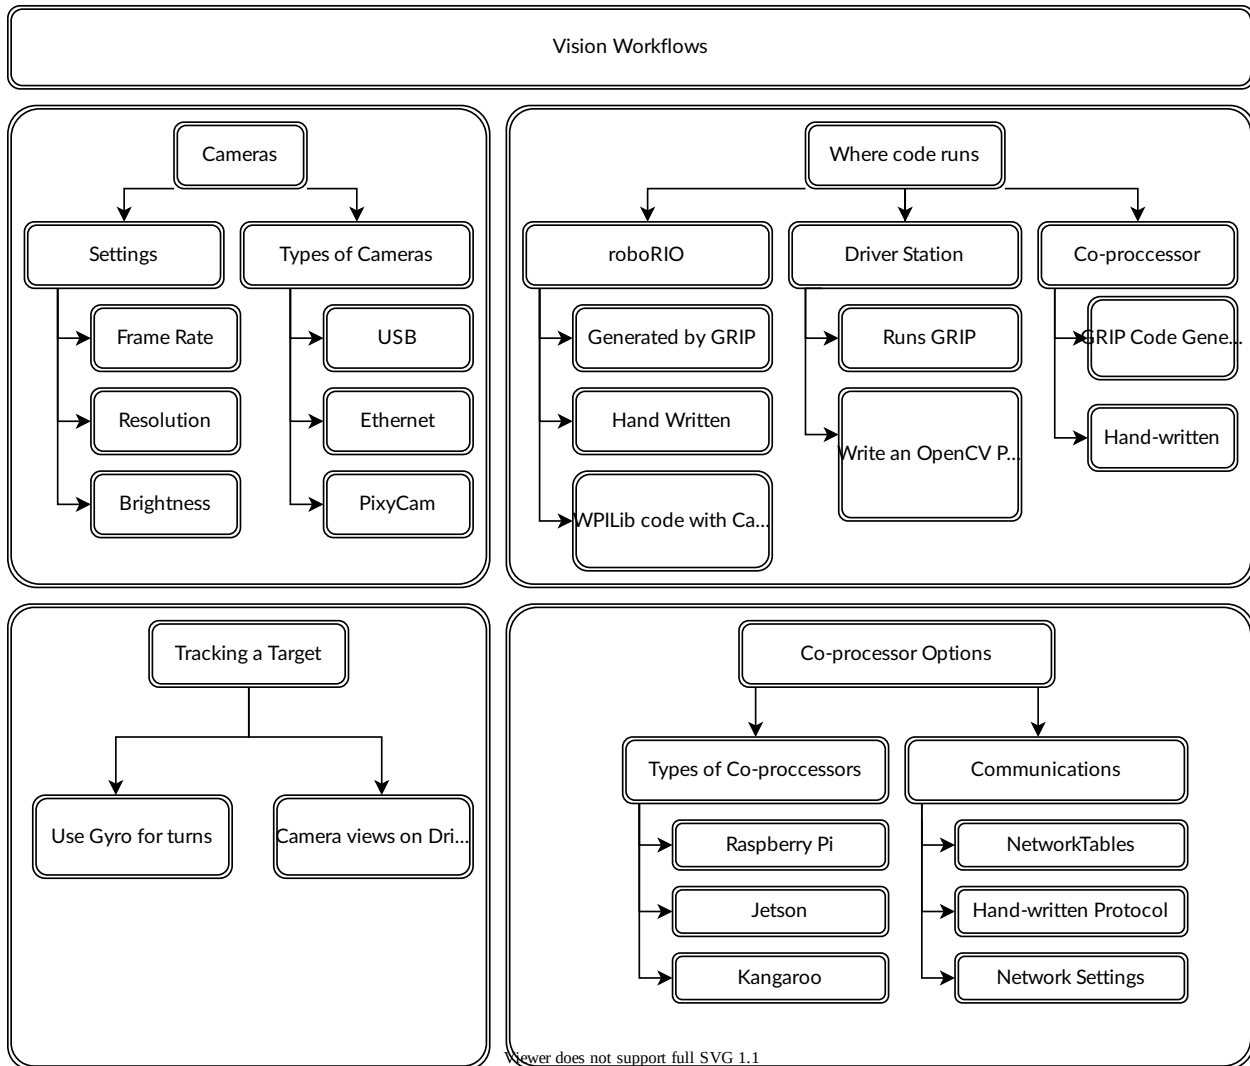 Vision Workflows
Cameras
Settings
Types of Cameras
Frame Rate
USB
Resolution
Ethernet
Brightness
PixyCam
Where code runs
roboRIO
Driver Station
Co-proccessor
Generated by GRIP
Runs GRIP
GRIP Code Gene...
Hand Written
Write an OpenCV P...
Hand-written
WPILib code with Ca...
Tracking a Target
Use Gyro for turns
Camera views on Dri...
Co-processor Options
Types of Co-proccessors
Communications
Raspberry Pi
NetworkTables
Jetson
Hand-written Protocol
Kangaroo
Network Settings
Viewer does not support full SVG 1.1